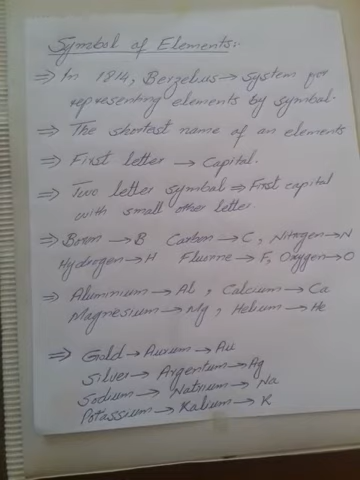 Symbol of Elements:-
⇒ In 1814, Berzelius → system for
representing elements by symbol.
⇒ The shortest name of an elements
⇒ First letter → Capital.
⇒ Two letter symbol ⇒ First capital
with small other letter.
⇒ Boron → B Carbon → C, Nitrogen → N
Hydrogen → H Fluorine → F, Oxygen → O
⇒ Aluminium → Al, Calcium → Ca
Magnesium → Mg, Helium → He
⇒ Gold → Aurum → Au
Silver → Argentum → Ag
Sodium → Natrium → Na
Potassium → Kalium → K